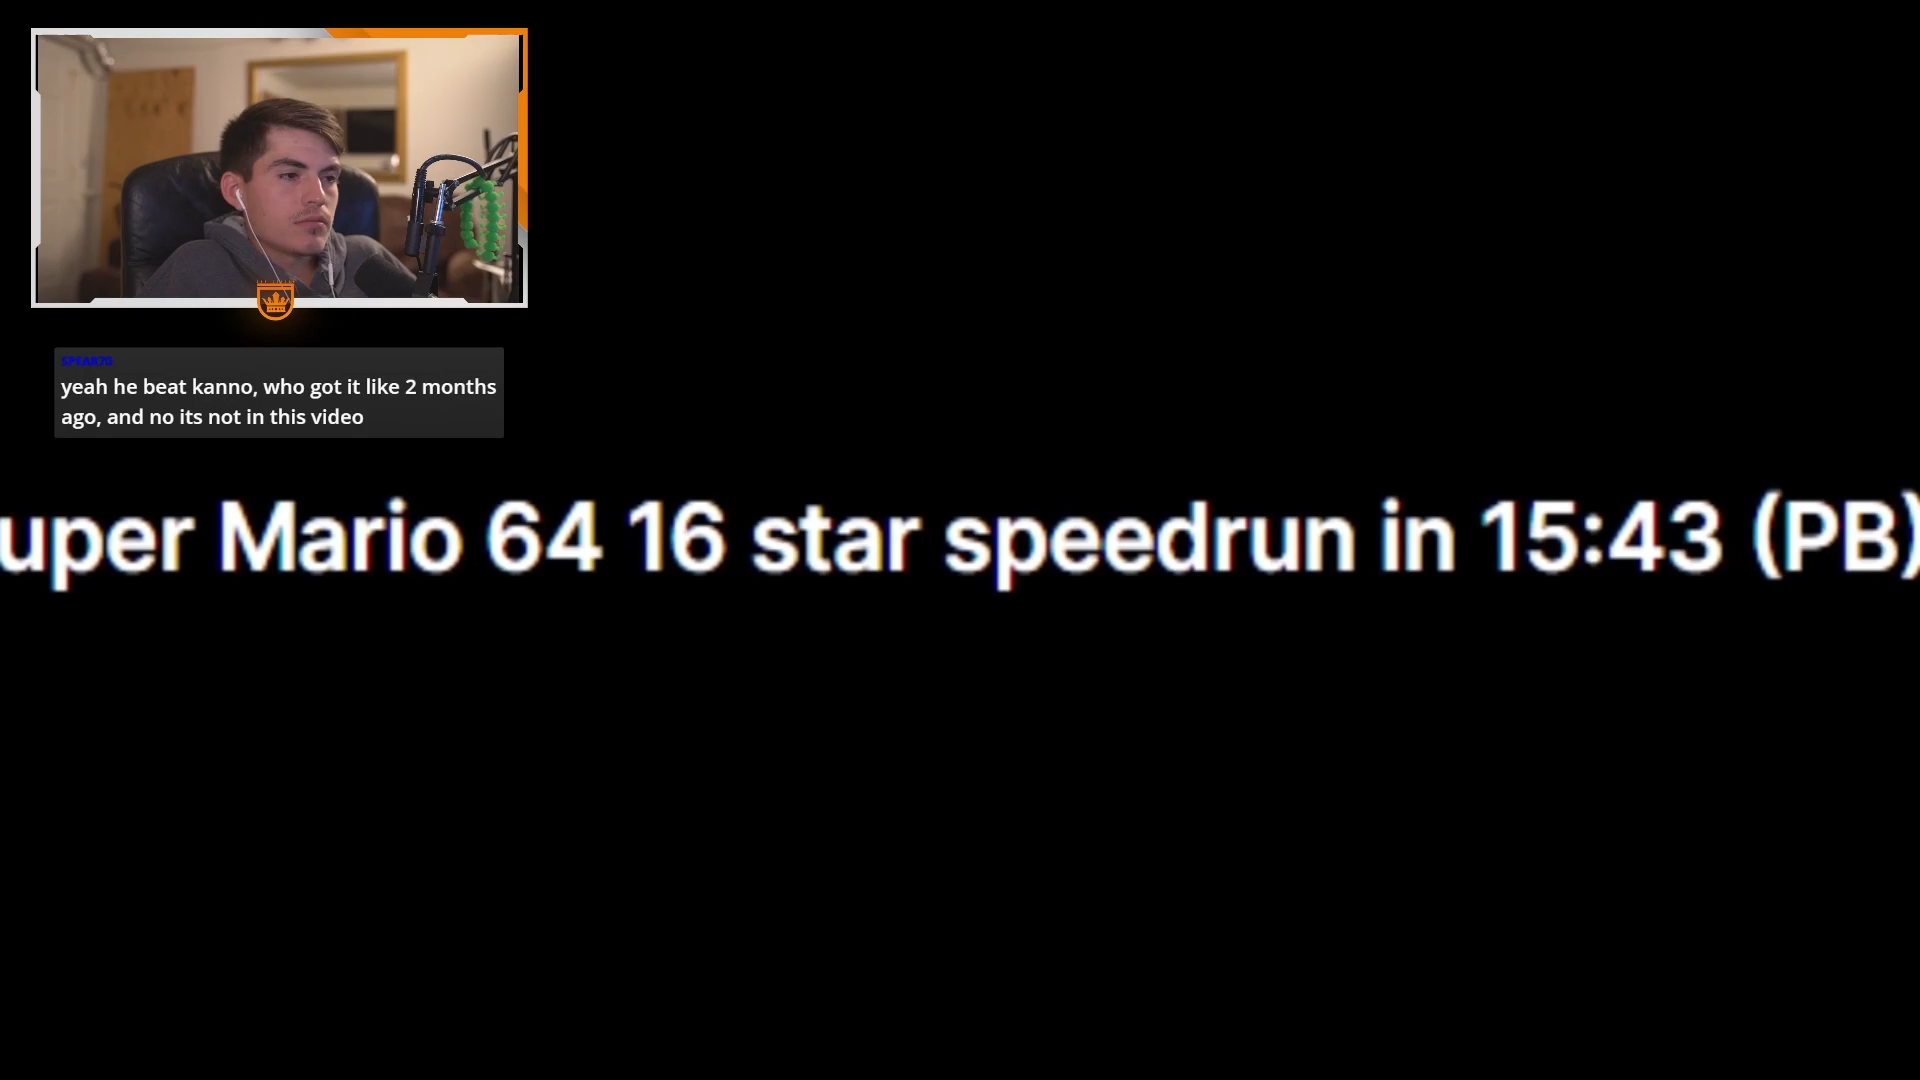 SPEAR70
yeah he beat kanno, who got it like 2 months
ago, and no its not in this video
uper Mario 64 16 star speedrun in 15:43 (PB)